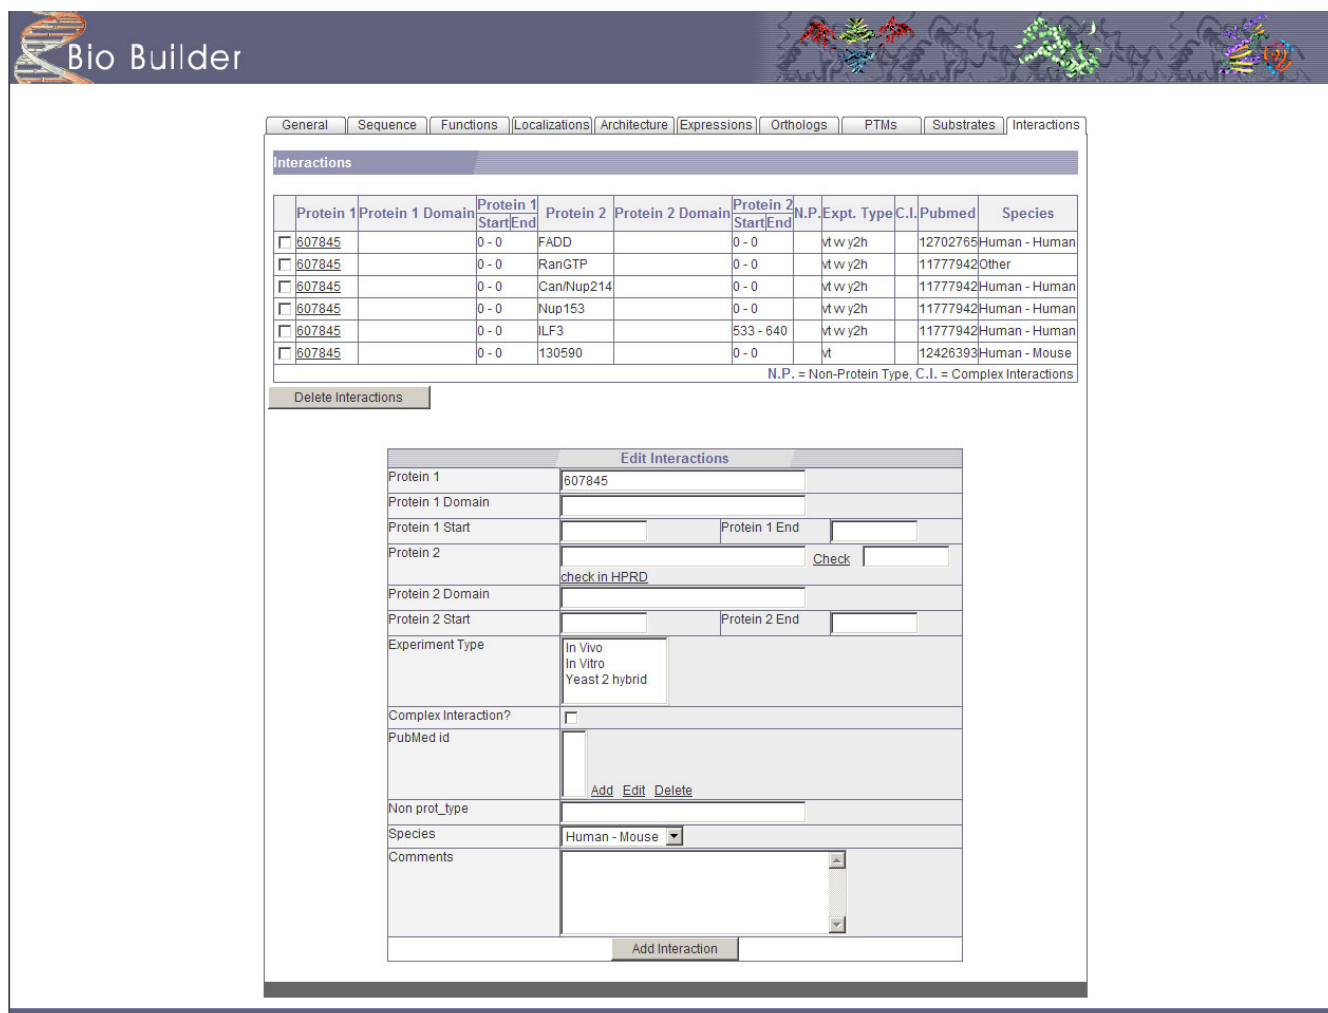 Bio Builder
General Sequence Functions Localizations Architecture Expressions Orthologs PTMs Substrates Interactions
Interactions
Protein 1 Protein 1 Domain Protein 1 Start End Protein 2 Protein 2 Domain Protein 2 Start End N.P. Expt. Type C.I. Pubmed Species
607845 0 - 0 FADD 0 - 0 vt vv y2h 12702765 Human - Human
607845 0 - 0 RanGTP 0 - 0 vt vv y2h 11777942 Other
607845 0 - 0 Can/Nup214 0 - 0 vt vv y2h 11777942 Human - Human
607845 0 - 0 Nup153 0 - 0 vt vv y2h 11777942 Human - Human
607845 0 - 0 ILF3 533 - 640 vt vv y2h 11777942 Human - Human
607845 0 - 0 130590 0 - 0 vt 12426393 Human - Mouse
N.P. = Non-Protein Type, C.I. = Complex Interactions
Delete Interactions
Edit Interactions
Protein 1 607845
Protein 1 Domain
Protein 1 Start Protein 1 End
Protein 2 Check
check in HPRD
Protein 2 Domain
Protein 2 Start Protein 2 End
Experiment Type In Vivo
In Vitro
Yeast 2 hybrid
Complex Interaction?
PubMed id
Add Edit Delete
Non prot_type
Species Human - Mouse
Comments
Add Interaction